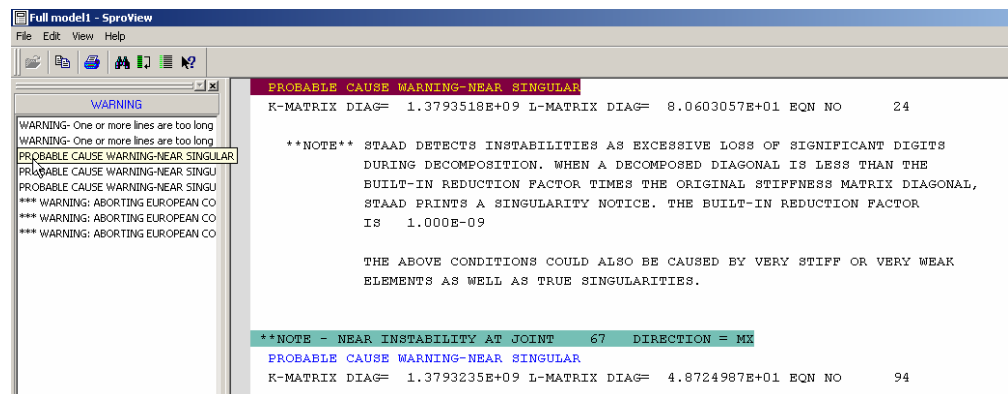 Full model1 - SproView
File Edit View Help
WARNING
WARNING- One or more lines are too long
WARNING- One or more lines are too long
PROBABLE CAUSE WARNING-NEAR SINGULAR
PROBABLE CAUSE WARNING-NEAR SINGU
PROBABLE CAUSE WARNING-NEAR SINGU
*** WARNING: ABORTING EUROPEAN CO
*** WARNING: ABORTING EUROPEAN CO
*** WARNING: ABORTING EUROPEAN CO
PROBABLE CAUSE WARNING-NEAR SINGULAR
K-MATRIX DIAG= 1.3793518E+09 L-MATRIX DIAG= 8.0603057E+01 EQN NO 24
**NOTE** STAAD DETECTS INSTABILITIES AS EXCESSIVE LOSS OF SIGNIFICANT DIGITS
DURING DECOMPOSITION. WHEN A DECOMPOSED DIAGONAL IS LESS THAN THE
BUILT-IN REDUCTION FACTOR TIMES THE ORIGINAL STIFFNESS MATRIX DIAGONAL,
STAAD PRINTS A SINGULARITY NOTICE. THE BUILT-IN REDUCTION FACTOR
IS 1.000E-09
THE ABOVE CONDITIONS COULD ALSO BE CAUSED BY VERY STIFF OR VERY WEAK
ELEMENTS AS WELL AS TRUE SINGULARITIES.
**NOTE - NEAR INSTABILITY AT JOINT 67 DIRECTION = MX
PROBABLE CAUSE WARNING-NEAR SINGULAR
K-MATRIX DIAG= 1.3793235E+09 L-MATRIX DIAG= 4.8724987E+01 EQN NO 94